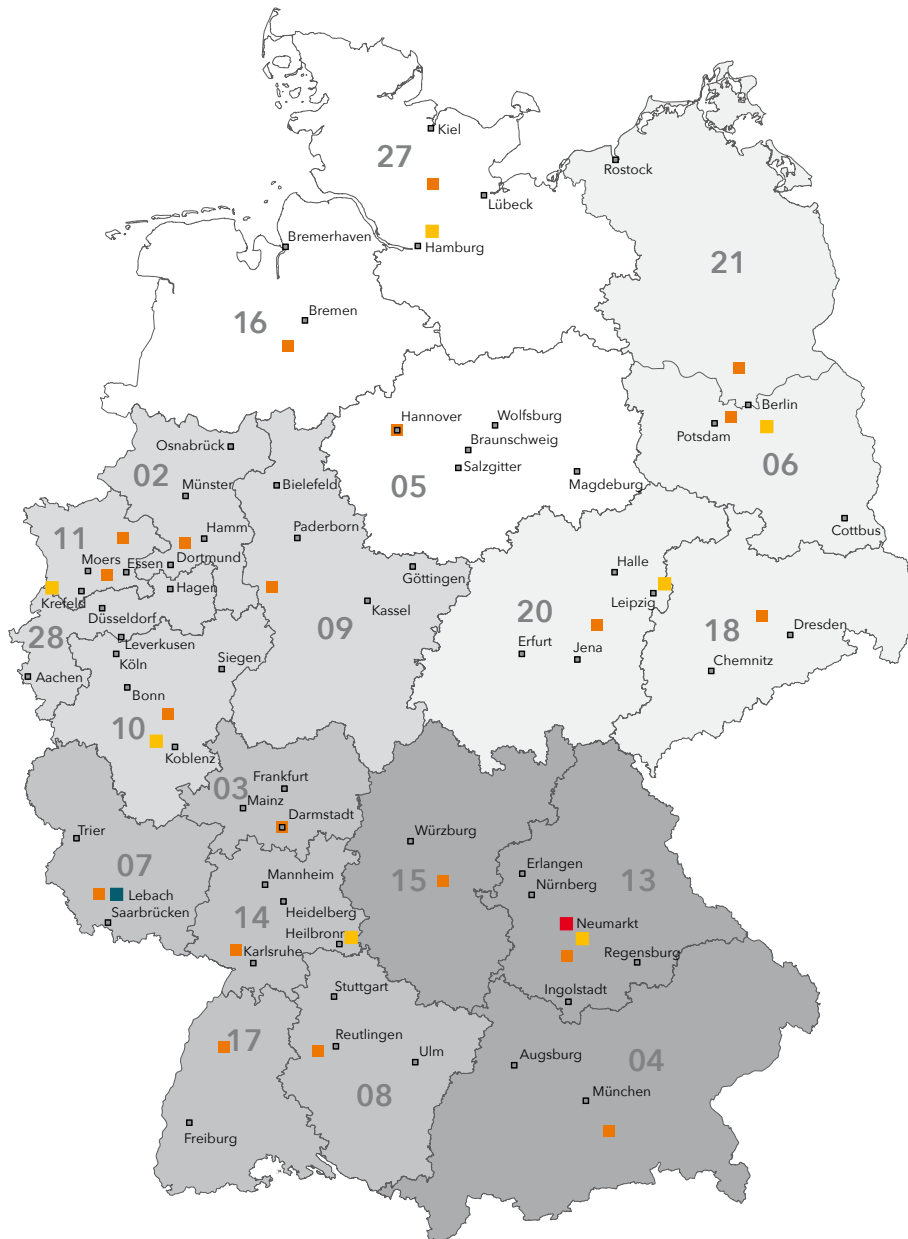 Kiel
27
Rostock
Lübeck
Bremerhaven
Hamburg
21
Bremen
16
Berlin
Hannover
Wolfsburg
Potsdam
Osnabrück
Braunschweig
Salzgitter
06
02
Bielefeld
05
Magdeburg
Münster
Paderborn
Cottbus
11
Hamm
Moers
Essen
Dortmund
Göttingen
Halle
Hagen
Krefeld
Kassel
20
Leipzig
Düsseldorf
09
18
Dresden
28
Leverkusen
Köln
Siegen
Erfurt
Jena
Chemnitz
Aachen
Bonn
10
Koblenz
03
Frankfurt
Mainz
Darmstadt
Trier
Würzburg
07
Mannheim
15
Erlangen
13
Nürnberg
Lebach
Heidelberg
14
Saarbrücken
Neumarkt
Heilbronn
Karlsruhe
Regensburg
Stuttgart
Ingolstadt
17
Reutlingen
Ulm
Augsburg
04
08
München
Freiburg